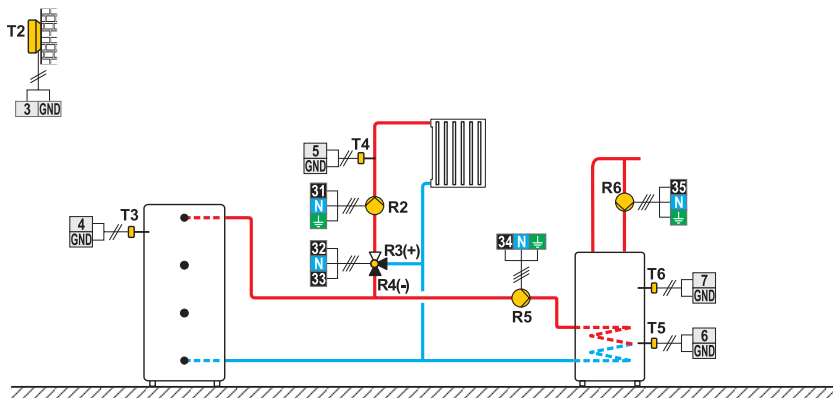 T2
3 GND
5
GND
T4
31
N
R2
R6
35
N
4
GND
T3
32
N
33
R3(+)
R4(-)
34 N
R5
T6
7
GND
T5
6
GND